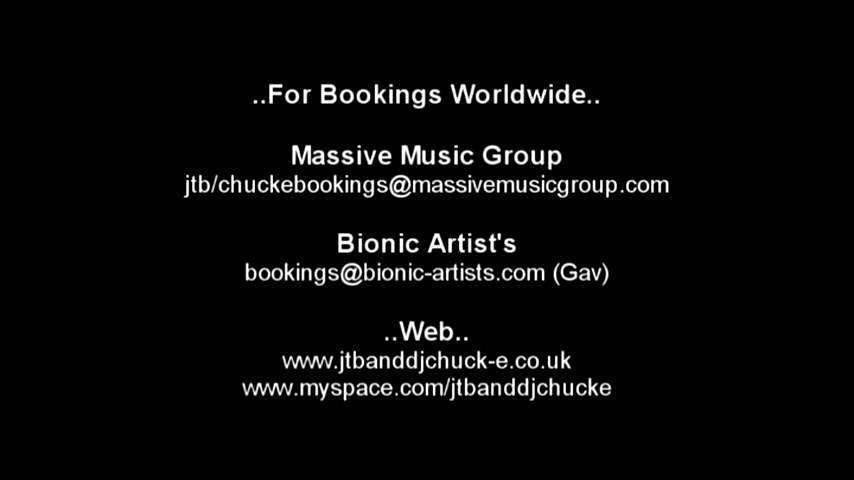 ..For Bookings Worldwide..
Massive Music Group
jtb/chuckebookings@massivemusicgroup.com
Bionic Artist's
bookings@bionic-artists.com (Gav)
..Web..
www.jtbanddjchuck-e.co.uk
www.myspace.com/jtbanddjchucke